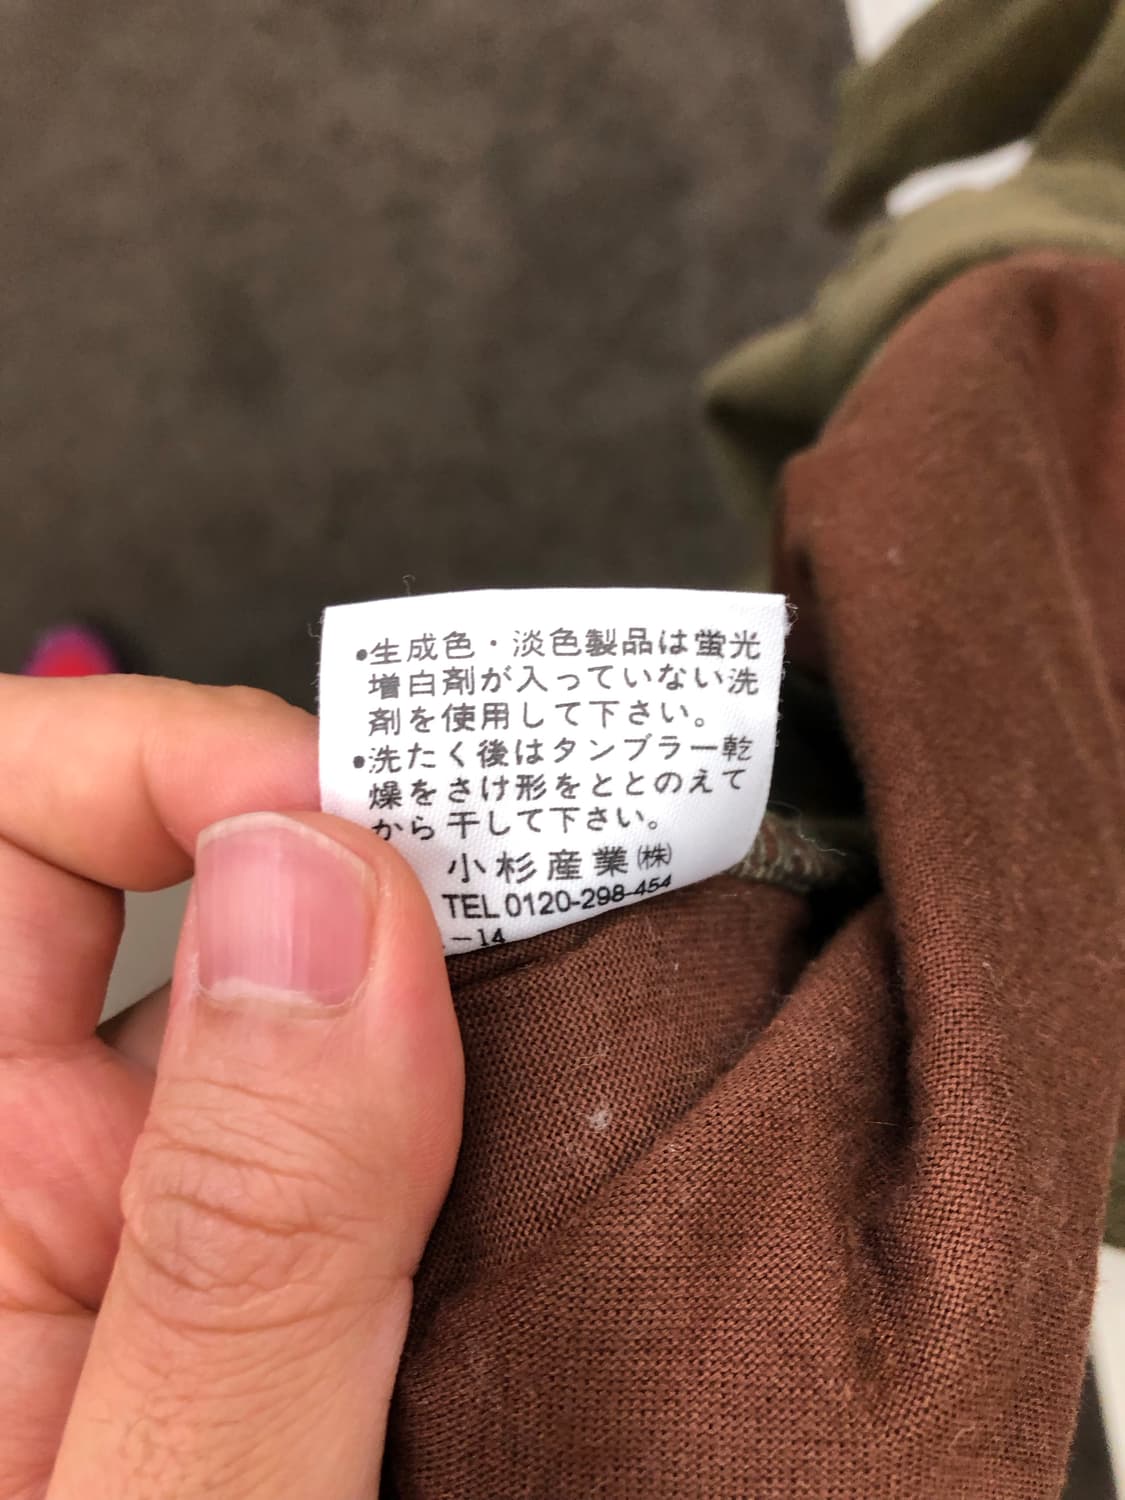 •生成色・淡色製品は蛍光
増白剤が入っていない洗
剤を使用して下さい。
•洗たく後はタンブラー乾
燥をさけ形をととのえて
から干して下さい。
小杉産業㈱
TEL 0120-298-454
-14